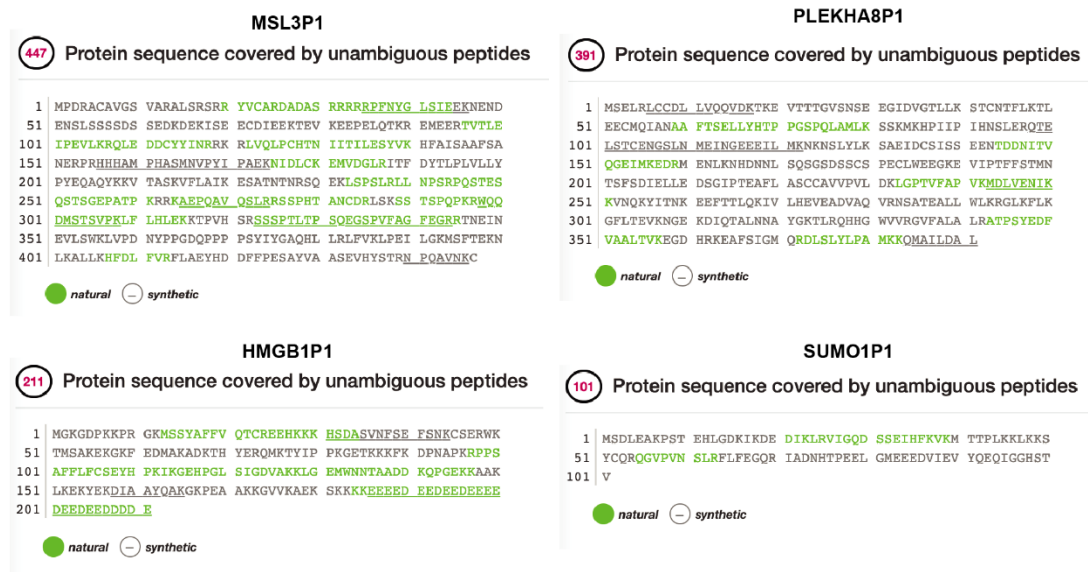 MSL3P1
447 Protein sequence covered by unambiguous peptides
1 MPDRACAVGS VARALSRSRR RYVCARDADAS RRRRRPFNYG LSIEEKNEND
51 ENSLSSSSDS SEDKDEKISE ECDIEEKTEV KEEPELQTKR EMEERTVTLE
101 IPEVLKRQLE DDCYYINRRK RLVQLPCHTN IITILESYVK HFAISAAFSA
151 NERPRHHHAM PHASMNVPYI PAEKNIDLCK EMVDGLRITF DYTLPLVLLY
201 PYEQAQYKKV TASKVFLAIK ESATNTNRSQ EKLSPSLRLL NPSRPQSTES
251 QSTSGEPATP KRRKAEPQAV QSLRRSSPHT ANCDRLSKSS TSPQPKRWQQ
301 DMSTSVPKLF LHLEKKTPVH SRSSSPTLTP SQEGSPVFAG FEGRRTNEIN
351 EVLSWKLVPD NYPPGDQPPP PSYIYGAQHL LRLFVKLPEI LGKMSFTEKN
401 LKALLKHFDL FVRFLAEYHD DFFPESAYVA ASEVHYSTRN PQAVNKC
natural synthetic
PLEKHA8P1
391 Protein sequence covered by unambiguous peptides
1 MSELRLCCDL LVQQVDKTKE VTTTGVSNSE EGIDVGTLLK STCNTFLKTL
51 EECMQIANAA FTSELLYHTP PGSPQLAMLK SSKMKHPIIP IHNSLERQTE
101 LSTCENGSLN MEINGEEEIL MKNKNSLYLK SAEIDCSISS EENTDDNITV
151 QGEIMKEDRM ENLKNHDNNL SQSGSDSSCS PECLWEEGKE VIPTFFSTMN
201 TSFSDIELLE DSGIPTEAFL ASCCAVVPVL DKLGPTVFAP VKMDLVENIK
251 KVNQKYITNK EEFTTLQKIV LHEVEADVAQ VRNSATEALL WLKRGLKFLK
301 GFLTEVKNGE KDIQTALNNA YGKTLRQHHG WVVRGVFALA LRATPSYEDF
351 VAALTVKEGD HRKEAFSIGM QRDLSLYLPA MKKQMAILDA L
natural synthetic
HMGB1P1
211 Protein sequence covered by unambiguous peptides
1 MGKGDPKKPR GKMSSYAFFV QTCREEHKKK HSDASVNFSE FSNKCSERWK
51 TMSAKEKGKF EDMAKADKTH YERQMKTYIP PKGETKKKFK DPNAPKRPPS
101 AFFLFCSEYH PKIKGEHPGL SIGDVAKKLG EMWNNTAADD KQPGEKKAAK
151 LKEKYEKDIA AYQAKGKPEA AKKGVVKAEK SKKKKEEEED EEDEEDEEEE
201 DEEDEEDDDD E
natural synthetic
SUMO1P1
101 Protein sequence covered by unambiguous peptides
1 MSDLEAKPST EHLGDKIKDE DIKLRVIGQD SSEIHFKVKM TTPLKKLKKS
51 YCQRQGVPVN SLRFLFEGQR IADNHTPEEL GMEEEDVIEV YQEQIGGHST
101 V
natural synthetic